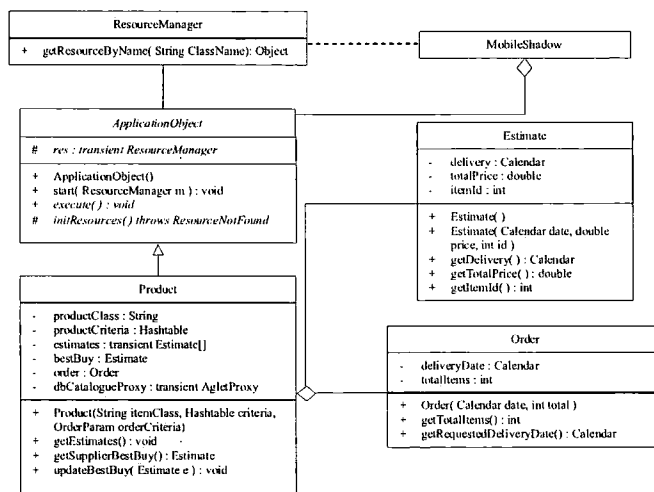 ResourceManager
+ getResourceByName( String ClassName): Object
MobileShadow
ApplicationObject
# res : transient ResourceManager
+ ApplicationObject()
+ start( ResourceManager m ) : void
+ execute() : void
# initResources() throws ResourceNotFound
Estimate
- delivery : Calendar
- totalPrice : double
- itemId : int
+ Estimate( )
+ Estimate( Calendar date, double
price, int id )
+ getDelivery( ) : Calendar
+ getTotalPrice( ) : double
+ getItemId( ) : int
Product
- productClass : String
- productCriteria : Hashtable
- estimates : transient Estimate[]
- bestBuy : Estimate
- order : Order
- dbCatalogueProxy : transient AgletProxy
+ Product(String itemClass, Hashtable criteria,
OrderParam orderCriteria)
+ getEstimates() : void
+ getSupplierBestBuy() : Estimate
+ updateBestBuy( Estimate e ) : void
Order
- deliveryDate : Calendar
- totalItems : int
+ Order( Calendar date, int total )
+ getTotalItems() : int
+ getRequestedDeliveryDate() : Calendar